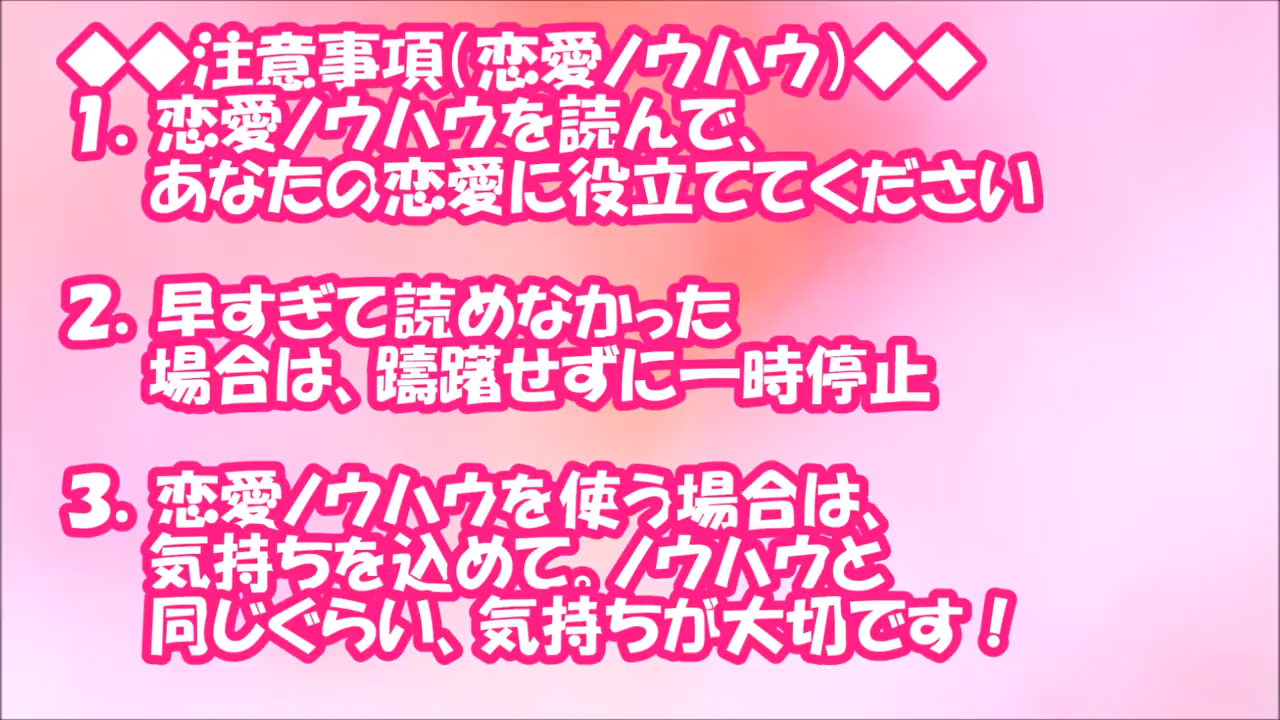 ◆◆注意事項(恋愛ノウハウ)◆◆
1. 恋愛ノウハウを読んで、
あなたの恋愛に役立ててください
2. 早すぎて読めなかった
場合は、躊躇せずに一時停止
3. 恋愛ノウハウを使う場合は、
気持ちを込めて。ノウハウと
同じぐらい、気持ちが大切です！